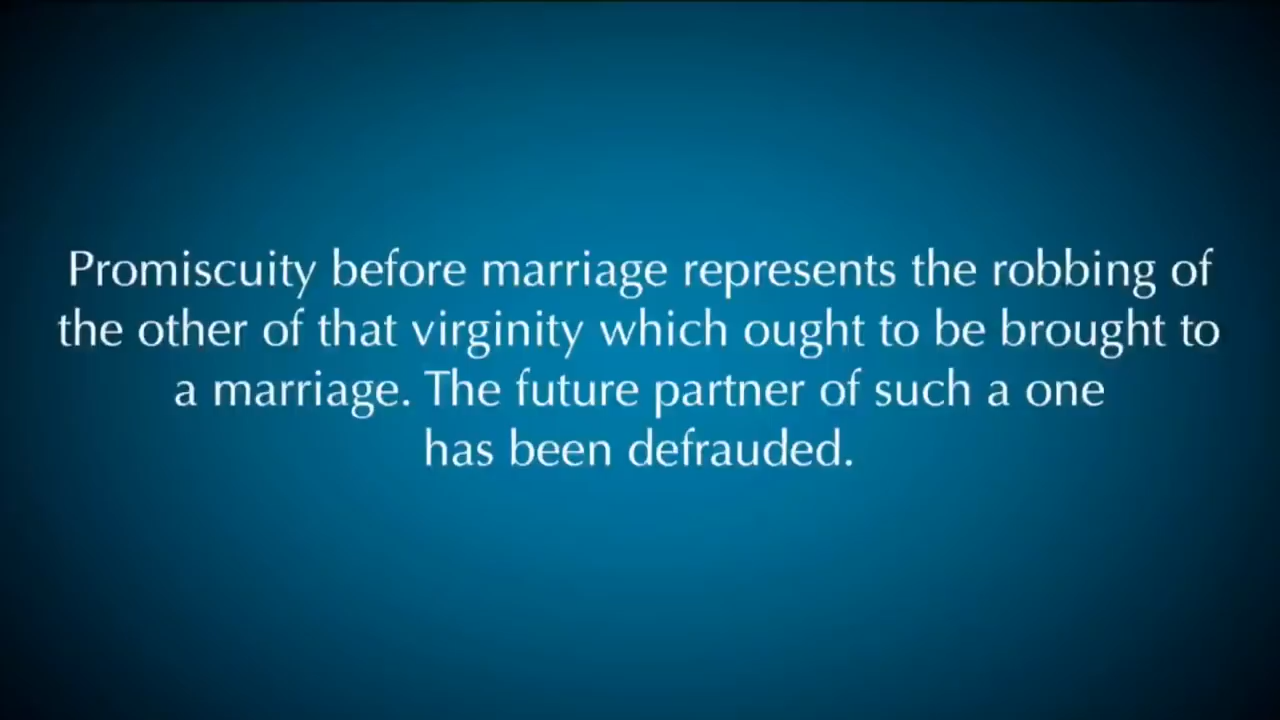 Promiscuity before marriage represents the robbing of
the other of that virginity which ought to be brought to
a marriage. The future partner of such a one
has been defrauded.